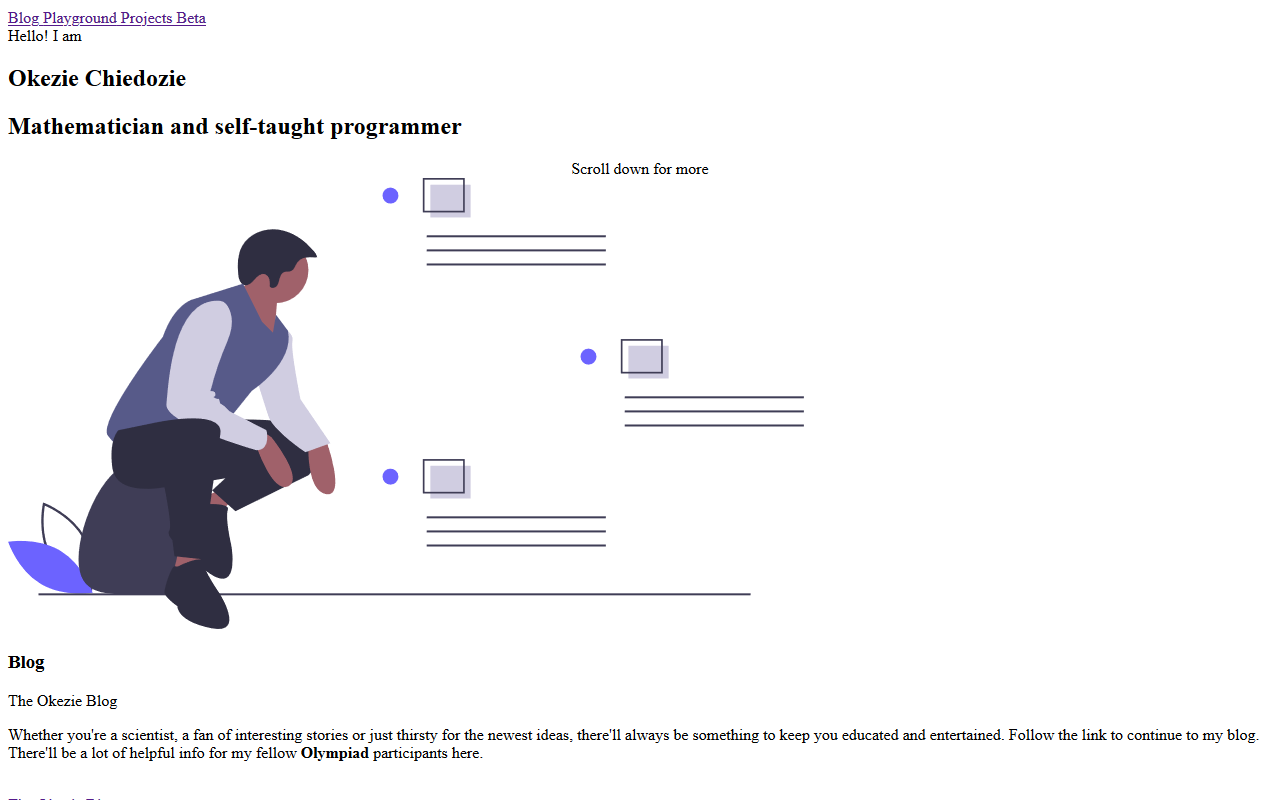 Blog Playground Projects Beta
Hello! I am
Okezie Chiedozie
Mathematician and self-taught programmer
Scroll down for more
Blog
The Okezie Blog
Whether you're a scientist, a fan of interesting stories or just thirsty for the newest ideas, there'll always be something to keep you educated and entertained. Follow the link to continue to my blog.
There'll be a lot of helpful info for my fellow Olympiad participants here.